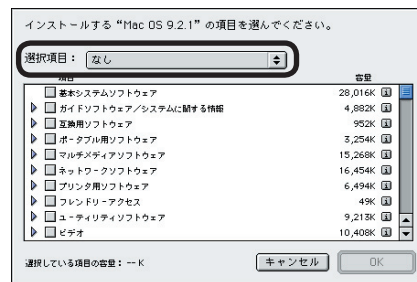 インストールする“Mac OS 9.2.1”の項目を選んでください。
選択項目： なし
項目 容量
基本システムソフトウェア 28,016K
ガイドソフトウェア／システムに関する情報 4,882K
互換用ソフトウェア 952K
ポータブル用ソフトウェア 3,254K
マルチメディアソフトウェア 15,268K
ネットワークソフトウェア 16,454K
プリンタ用ソフトウェア 6,494K
フレンドリーアクセス 49K
ユーティリティソフトウェア 9,213K
ビデオ 10,408K
選択している項目の容量： -- K キャンセル OK